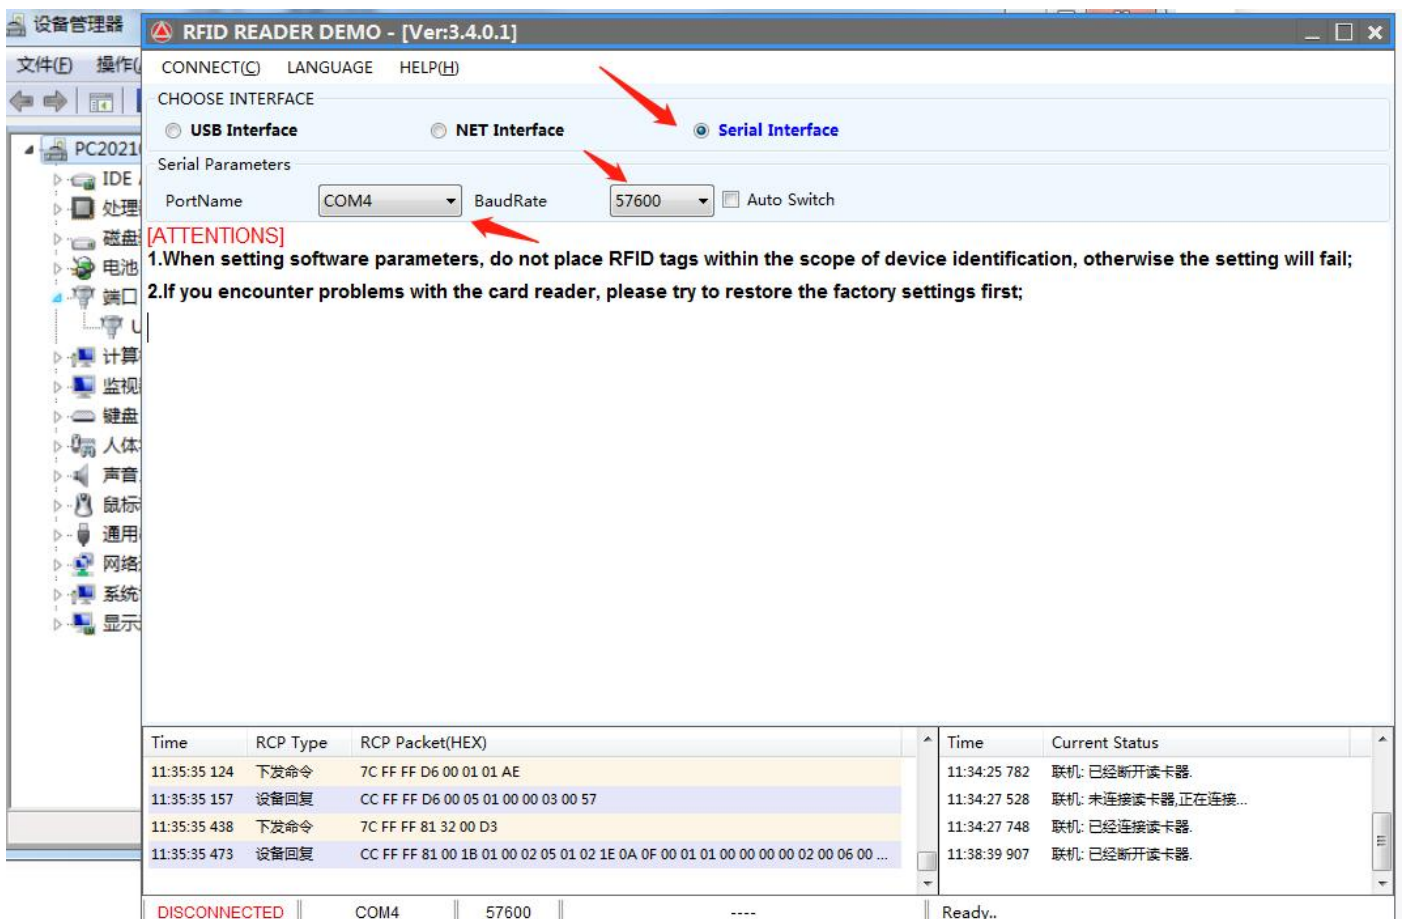 设备管理器
RFID READER DEMO - [Ver:3.4.0.1]
文件(F) 操作(
CONNECT(C) LANGUAGE HELP(H)
CHOOSE INTERFACE
USB Interface NET Interface Serial Interface
Serial Parameters
PortName COM4 BaudRate 57600 Auto Switch
[ATTENTIONS]
1.When setting software parameters, do not place RFID tags within the scope of device identification, otherwise the setting will fail;
2.If you encounter problems with the card reader, please try to restore the factory settings first;
PC2021
IDE
处理
磁盘
电池
端口
U
计算
监视
键盘
人体
声音
鼠标
通用
网络
系统
显示
Time RCP Type RCP Packet(HEX)
11:35:35 124 下发命令 7C FF FF D6 00 01 01 AE
11:35:35 157 设备回复 CC FF FF D6 00 05 01 00 00 03 00 57
11:35:35 438 下发命令 7C FF FF 81 32 00 D3
11:35:35 473 设备回复 CC FF FF 81 00 1B 01 00 02 05 01 02 1E 0A 0F 00 01 01 00 00 00 00 02 00 06 00 ...
Time Current Status
11:34:25 782 联机: 已经断开读卡器.
11:34:27 528 联机: 未连接读卡器,正在连接...
11:34:27 748 联机: 已经连接读卡器.
11:38:39 907 联机: 已经断开读卡器.
DISCONNECTED COM4 57600 ---- Ready..